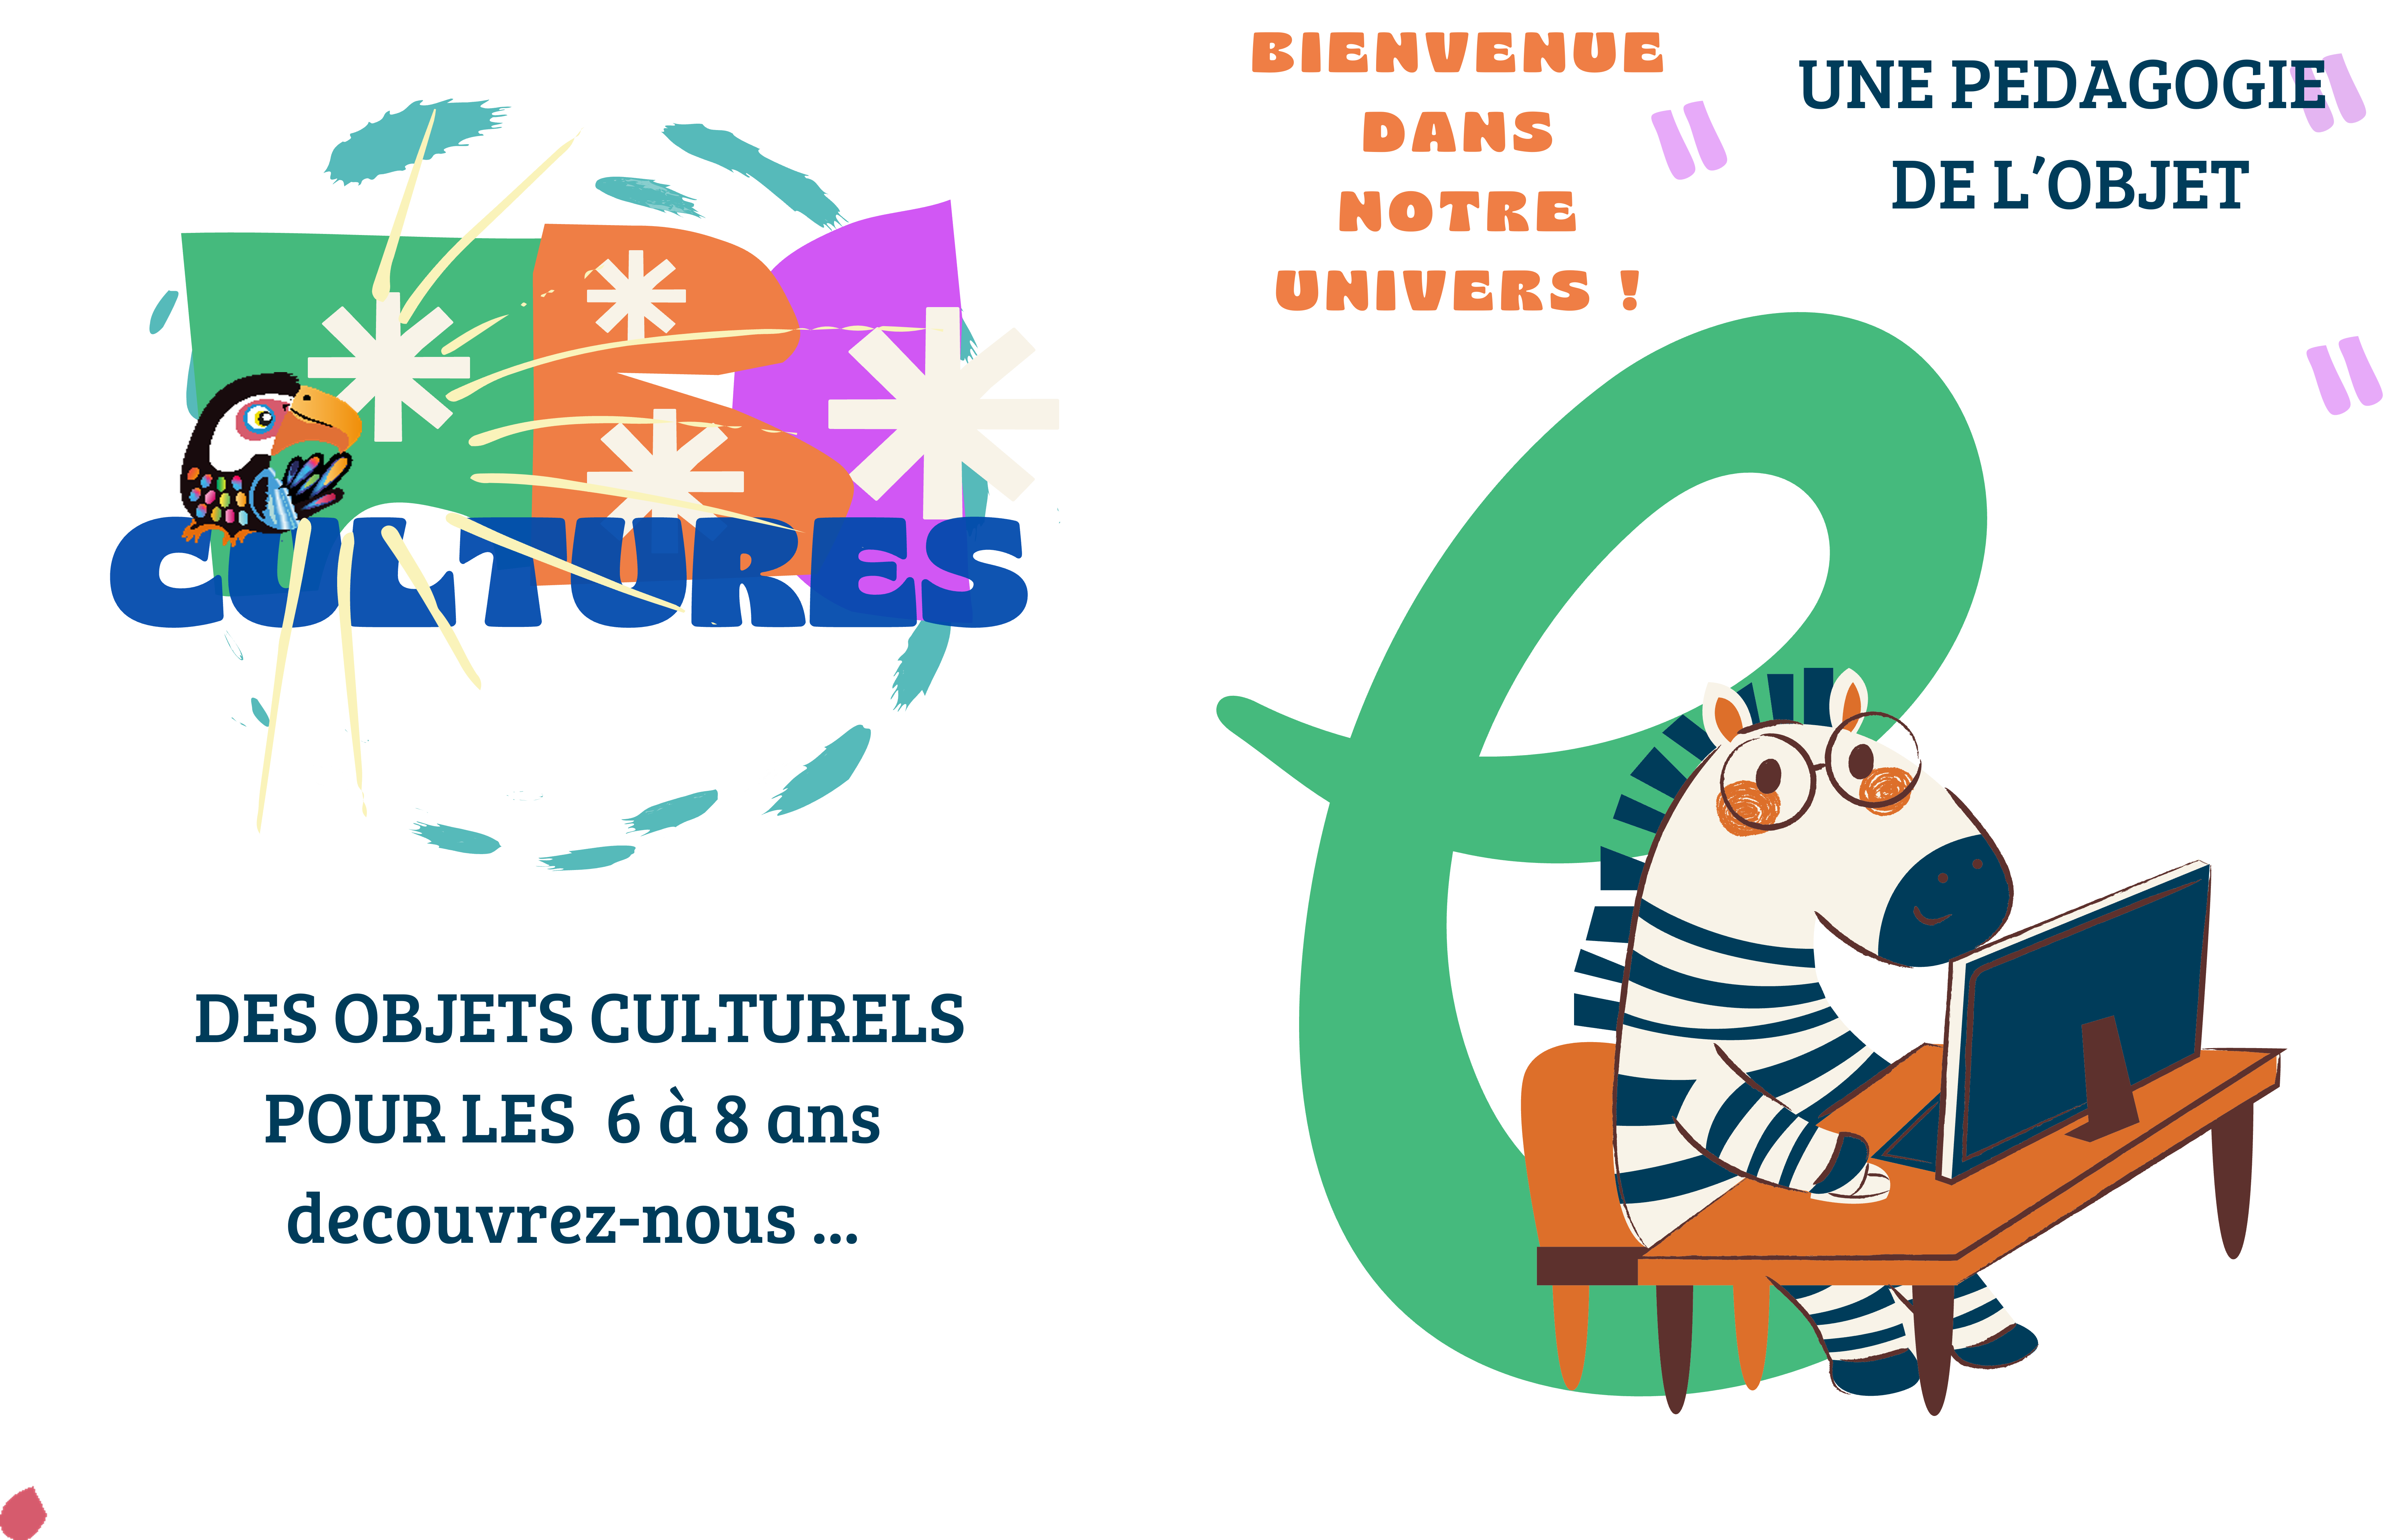 CULTURES
DES OBJETS CULTURELS
POUR LES 6 à 8 ans
decouvrez-nous ...
BIENVENUE
DANS
NOTRE
UNIVERS !
UNE PEDAGOGIE
DE L'OBJET